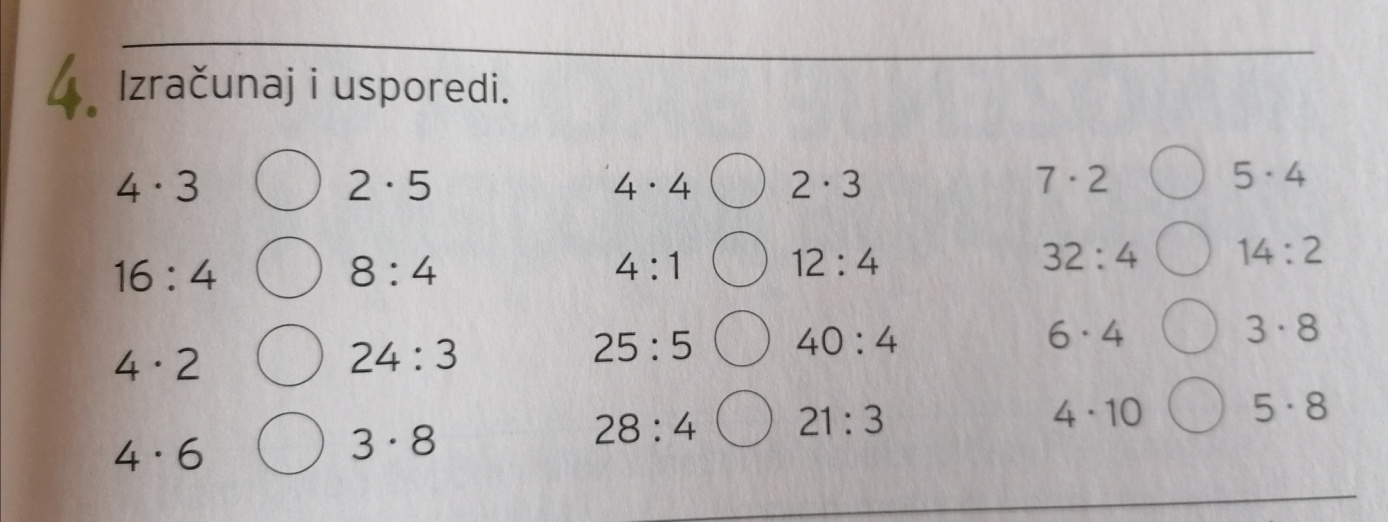 4. Izračunaj i usporedi.
4 · 3 ◯ 2 · 5 4 · 4 ◯ 2 · 3 7 · 2 ◯ 5 · 4
16 : 4 ◯ 8 : 4 4 : 1 ◯ 12 : 4 32 : 4 ◯ 14 : 2
4 · 2 ◯ 24 : 3 25 : 5 ◯ 40 : 4 6 · 4 ◯ 3 · 8
4 · 6 ◯ 3 · 8 28 : 4 ◯ 21 : 3 4 · 10 ◯ 5 · 8